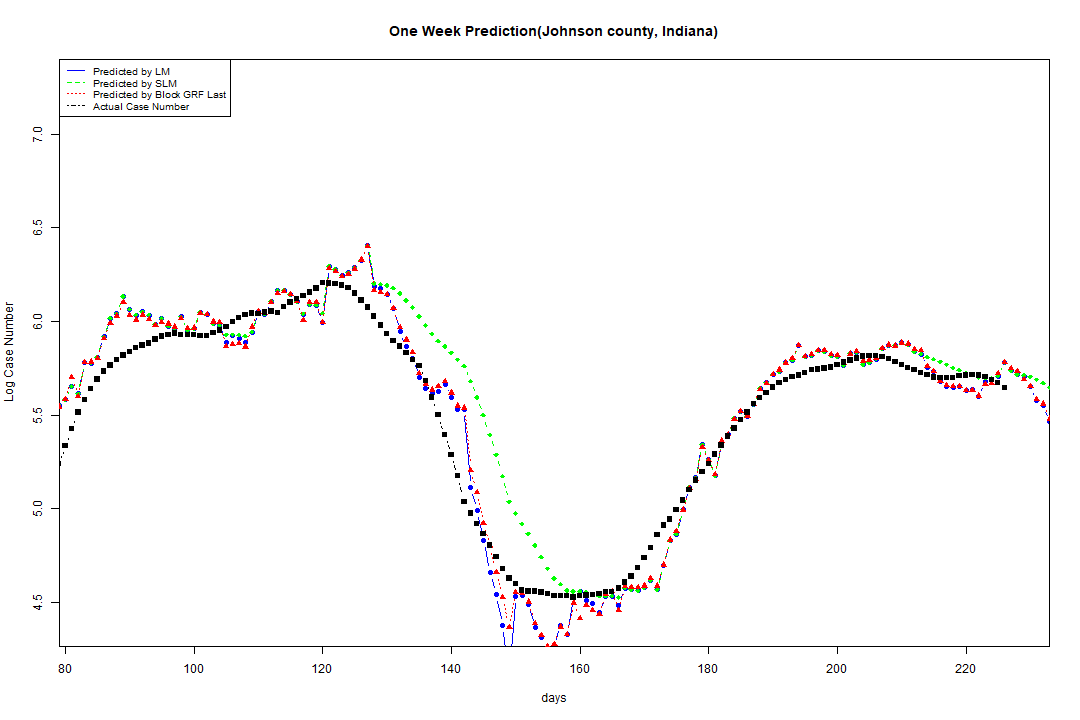 One Week Prediction(Johnson county, Indiana)
Predicted by LM
Predicted by SLM
Predicted by Block GRF Last
Actual Case Number
Log Case Number
7.0
6.5
6.0
5.5
5.0
4.5
80 100 120 140 160 180 200 220
days